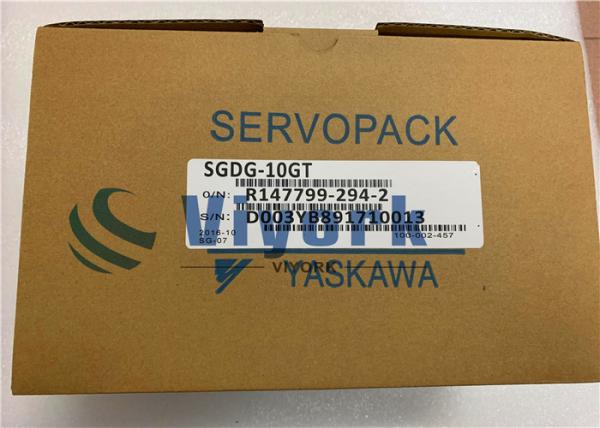 SERVOPACK
SGDG-10GT
O/N: R147799-294-2
S/N: D003YB891710013
2016-10
SG-07
100-002-457
Viyork
VIYORK
YASKAWA